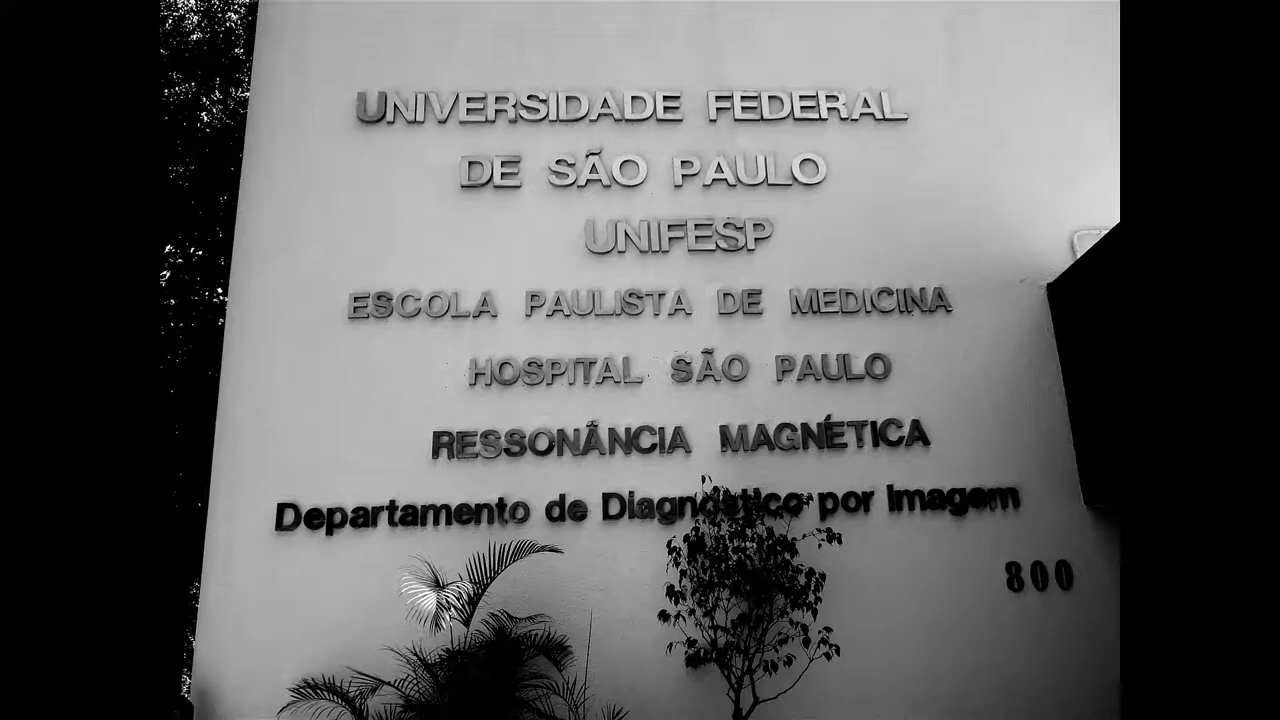 UNIVERSIDADE FEDERAL
DE SÃO PAULO
UNIFESP
ESCOLA PAULISTA DE MEDICINA
HOSPITAL SÃO PAULO
RESSONÂNCIA MAGNÉTICA
Departamento de Diagnóstico por Imagem
800